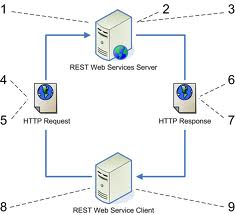 1 2 3
REST Web Services Server
4 6
5 7
HTTP Request HTTP Response
8 9
REST Web Service Client